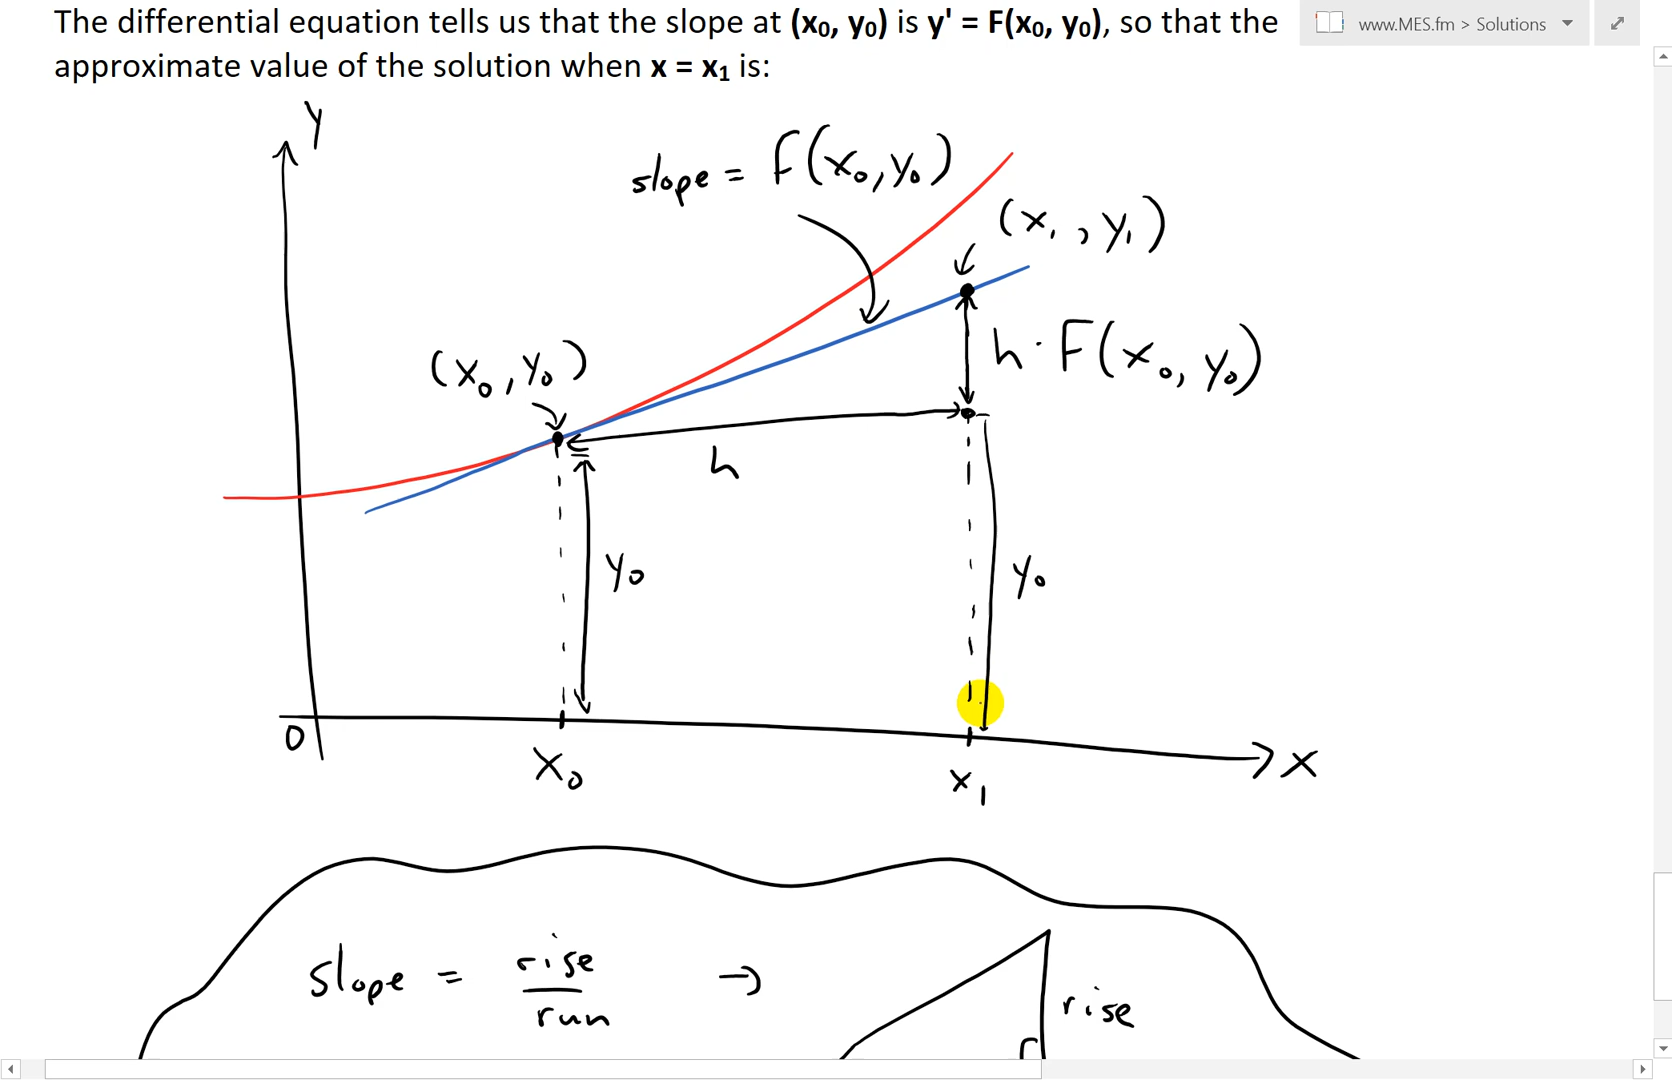 The differential equation tells us that the slope at (x₀, y₀) is y' = F(x₀, y₀), so that the
approximate value of the solution when x = x₁ is:
www.MES.fm > Solutions
y
slope = F(x₀, y₀)
(x₁, y₁)
(x₀, y₀)
h · F(x₀, y₀)
h
y₀
y₀
0
x₀
x₁
x
slope = rise →
run
rise